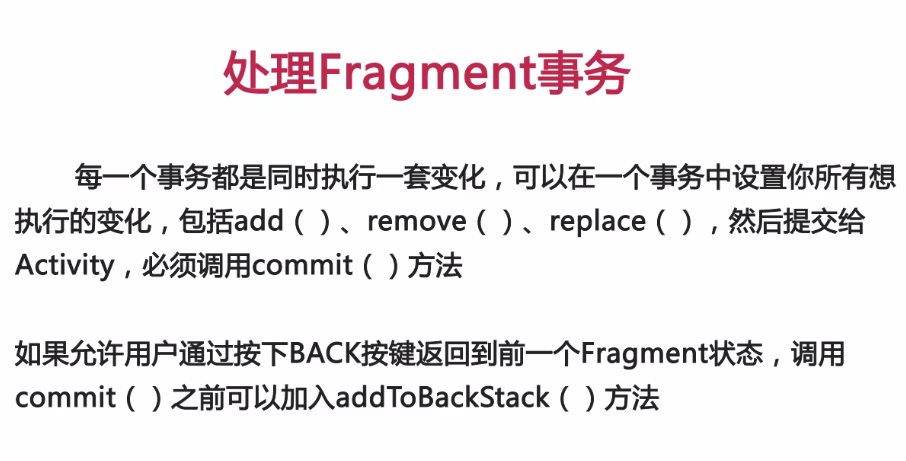 处理Fragment事务
每一个事务都是同时执行一套变化，可以在一个事务中设置你所有想
执行的变化，包括add（）、remove（）、replace（），然后提交给
Activity，必须调用commit（）方法
如果允许用户通过按下BACK按键返回到前一个Fragment状态，调用
commit（）之前可以加入addToBackStack（）方法